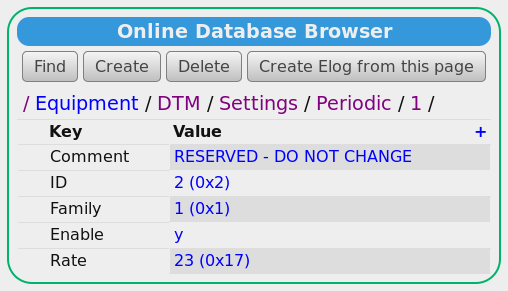 Online Database Browser
Find Create Delete Create Elog from this page
/ Equipment / DTM / Settings / Periodic / 1 /
Key Value +
Comment RESERVED - DO NOT CHANGE
ID 2 (0x2)
Family 1 (0x1)
Enable y
Rate 23 (0x17)